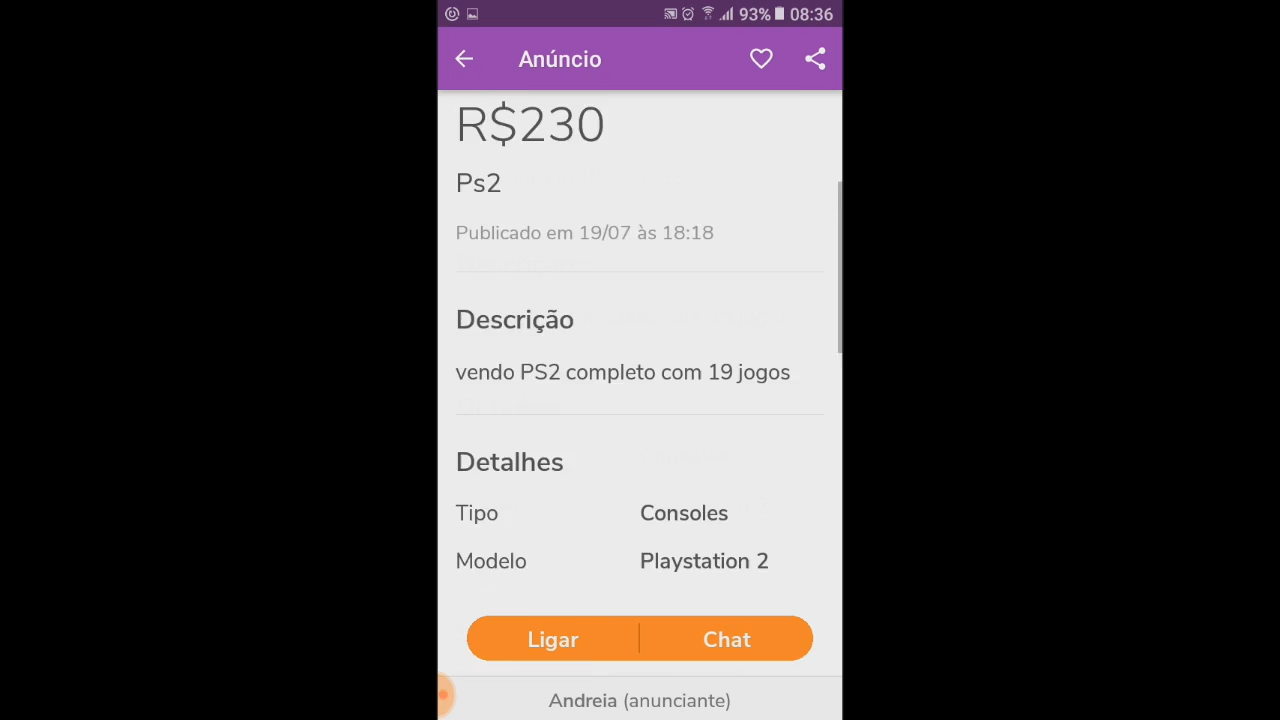 93% 08:36
Anúncio
R$230
Ps2
Publicado em 19/07 às 18:18
Descrição
vendo PS2 completo com 19 jogos
Detalhes
Tipo Consoles
Modelo Playstation 2
Ligar Chat
Andreia (anunciante)